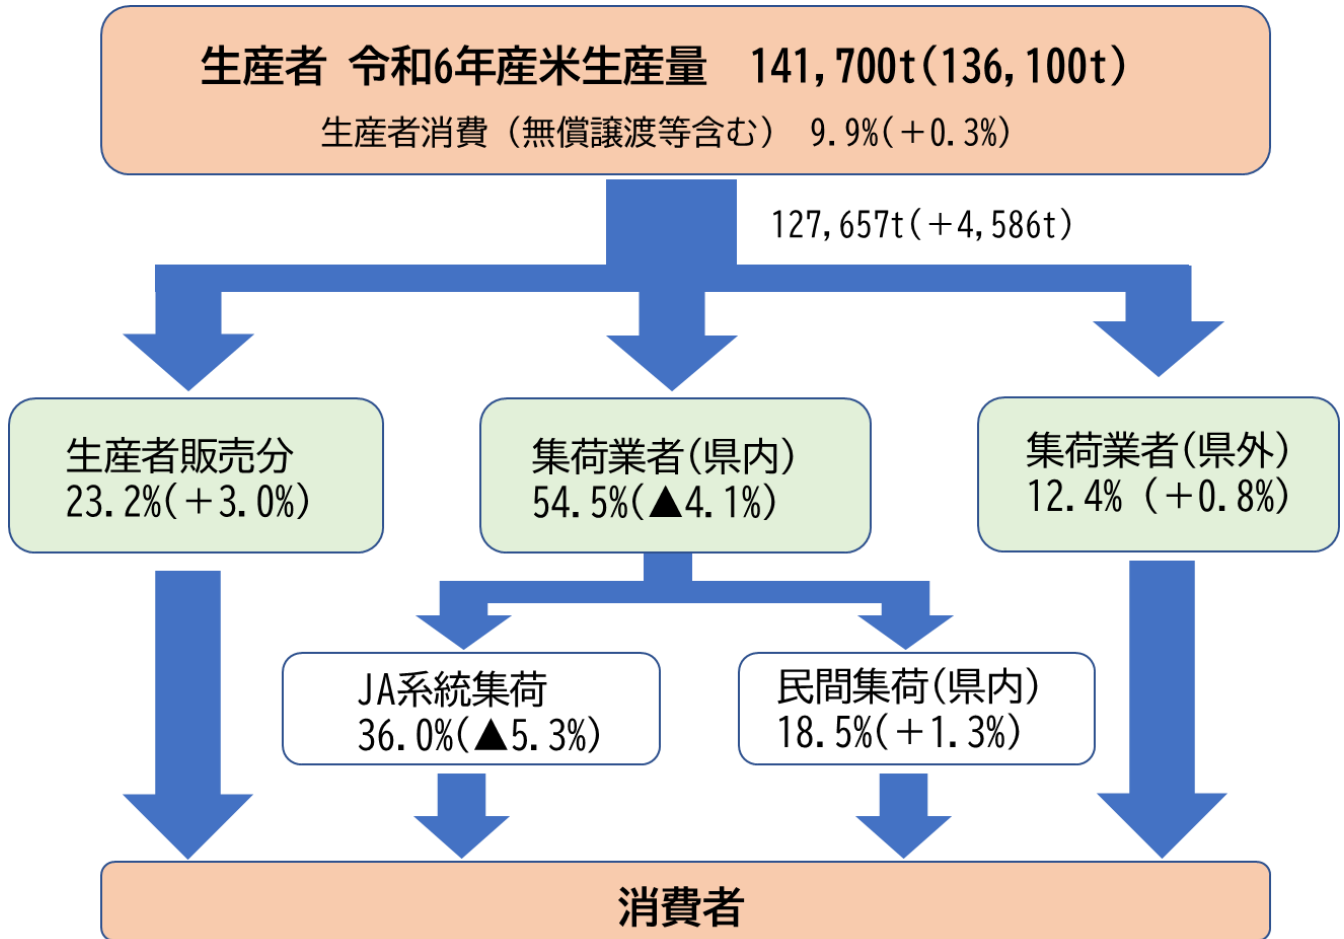 生産者 令和6年産米生産量　141,700t(136,100t)
生産者消費（無償譲渡等含む）　9.9%(＋0.3%)
127,657t(＋4,586t)
生産者販売分
23.2%(＋3.0%)
集荷業者(県内)
54.5%(▲4.1%)
集荷業者(県外)
12.4% (＋0.8%)
JA系統集荷
36.0%(▲5.3%)
民間集荷(県内)
18.5%(＋1.3%)
消費者